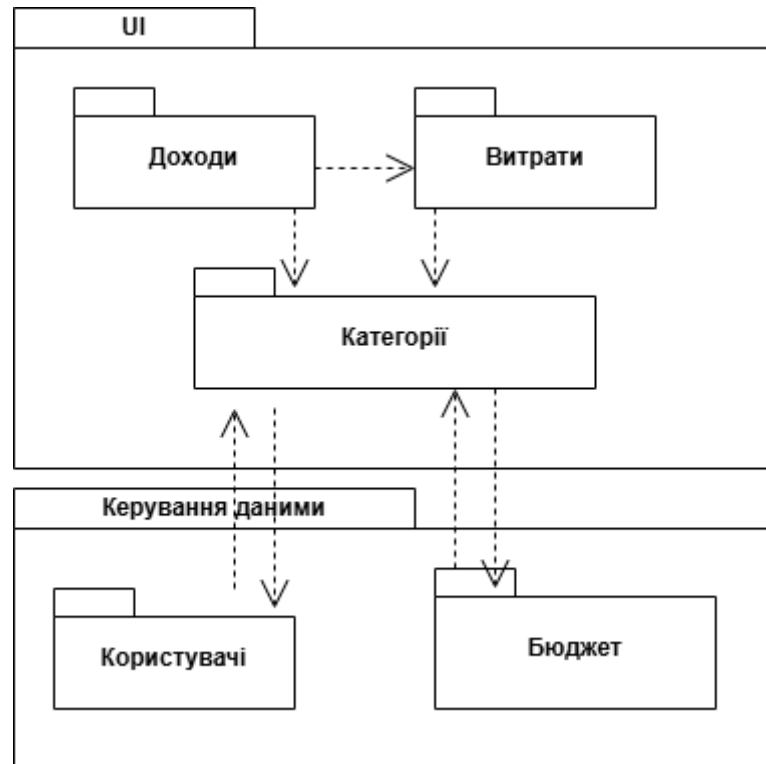 UI
Доходи
Витрати
Категорії
Керування даними
Користувачі
Бюджет